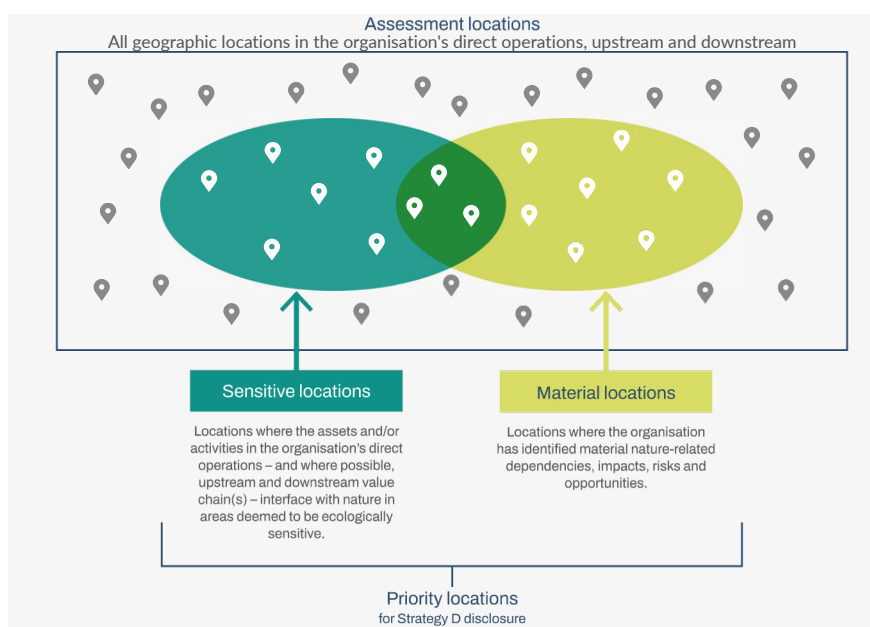 Assessment locations
All geographic locations in the organisation's direct operations, upstream and downstream
Sensitive locations
Locations where the assets and/or
activities in the organisation's direct
operations – and where possible,
upstream and downstream value
chain(s) – interface with nature in
areas deemed to be ecologically
sensitive.
Material locations
Locations where the organisation
has identified material nature-related
dependencies, impacts, risks and
opportunities.
Priority locations
for Strategy D disclosure